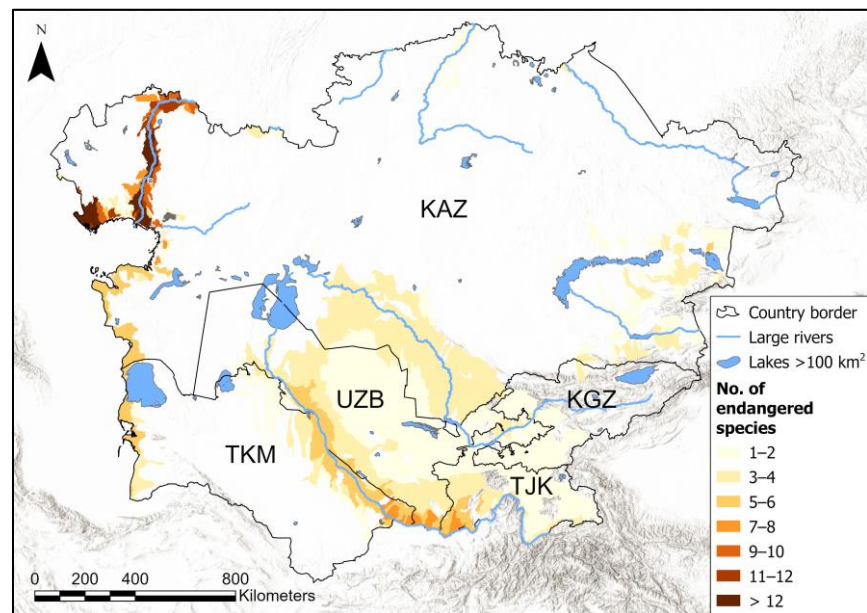 N
KAZ
UZB
KGZ
TKM
TJK
Country border
Large rivers
Lakes >100 km²
No. of
endangered
species
1–2
3–4
5–6
7–8
9–10
11–12
> 12
0 200 400 800
Kilometers